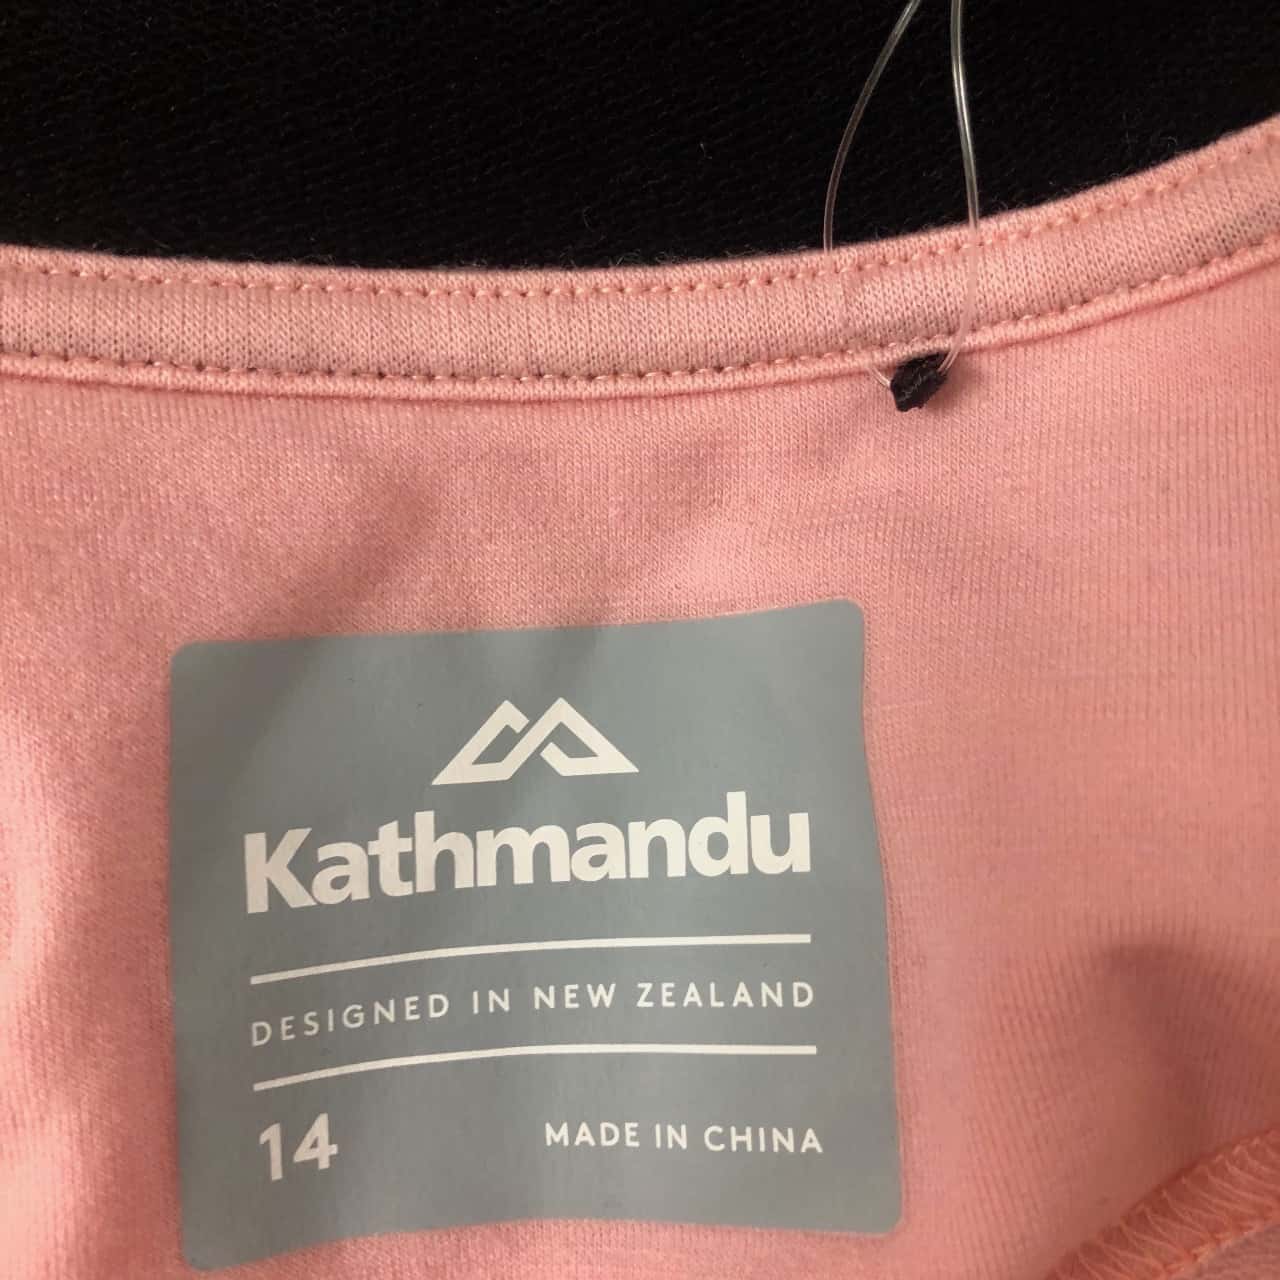 Kathmandu
DESIGNED IN NEW ZEALAND
14 MADE IN CHINA